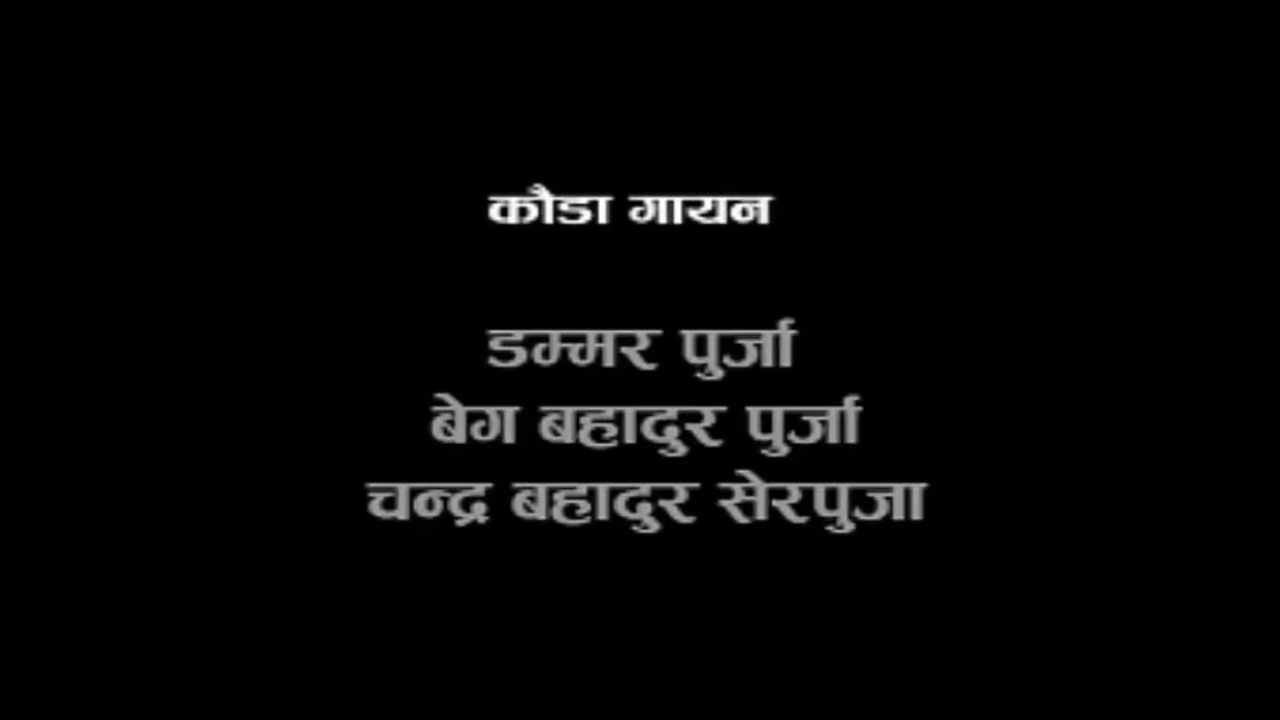 कौडा गायन
डम्मर पुर्जा
बेग बहादुर पुर्जा
चन्द्र बहादुर सेरपुजा